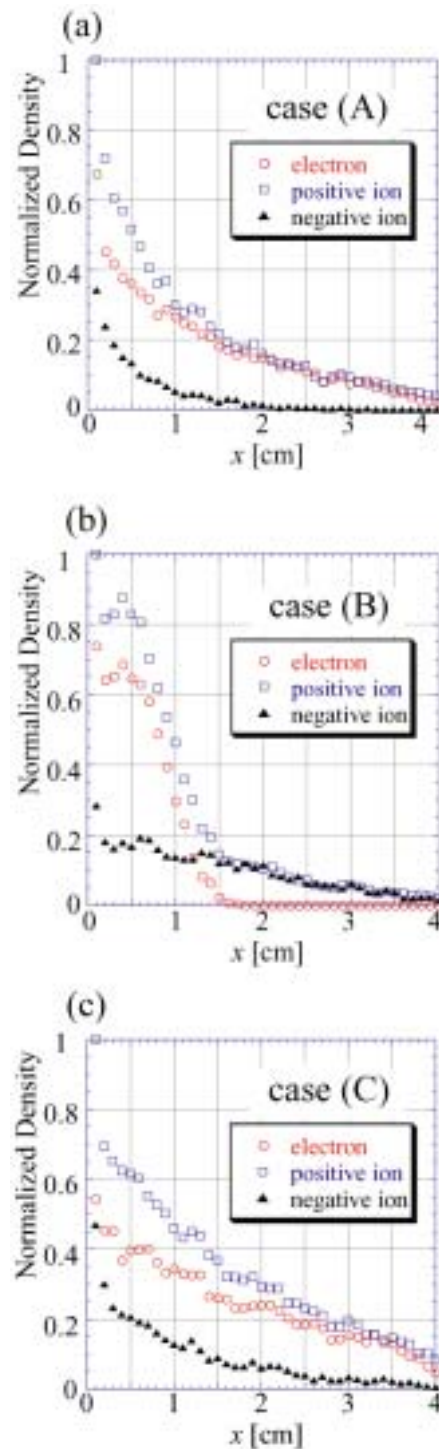 (a)
1
0.8
0.6
0.4
0.2
0
Normalized Density
case (A)
electron
positive ion
negative ion
0 1 2 3 4
x [cm]
(b)
1
0.8
0.6
0.4
0.2
0
Normalized Density
case (B)
electron
positive ion
negative ion
0 1 2 3 4
x [cm]
(c)
1
0.8
0.6
0.4
0.2
0
Normalized Density
case (C)
electron
positive ion
negative ion
0 1 2 3 4
x [cm]